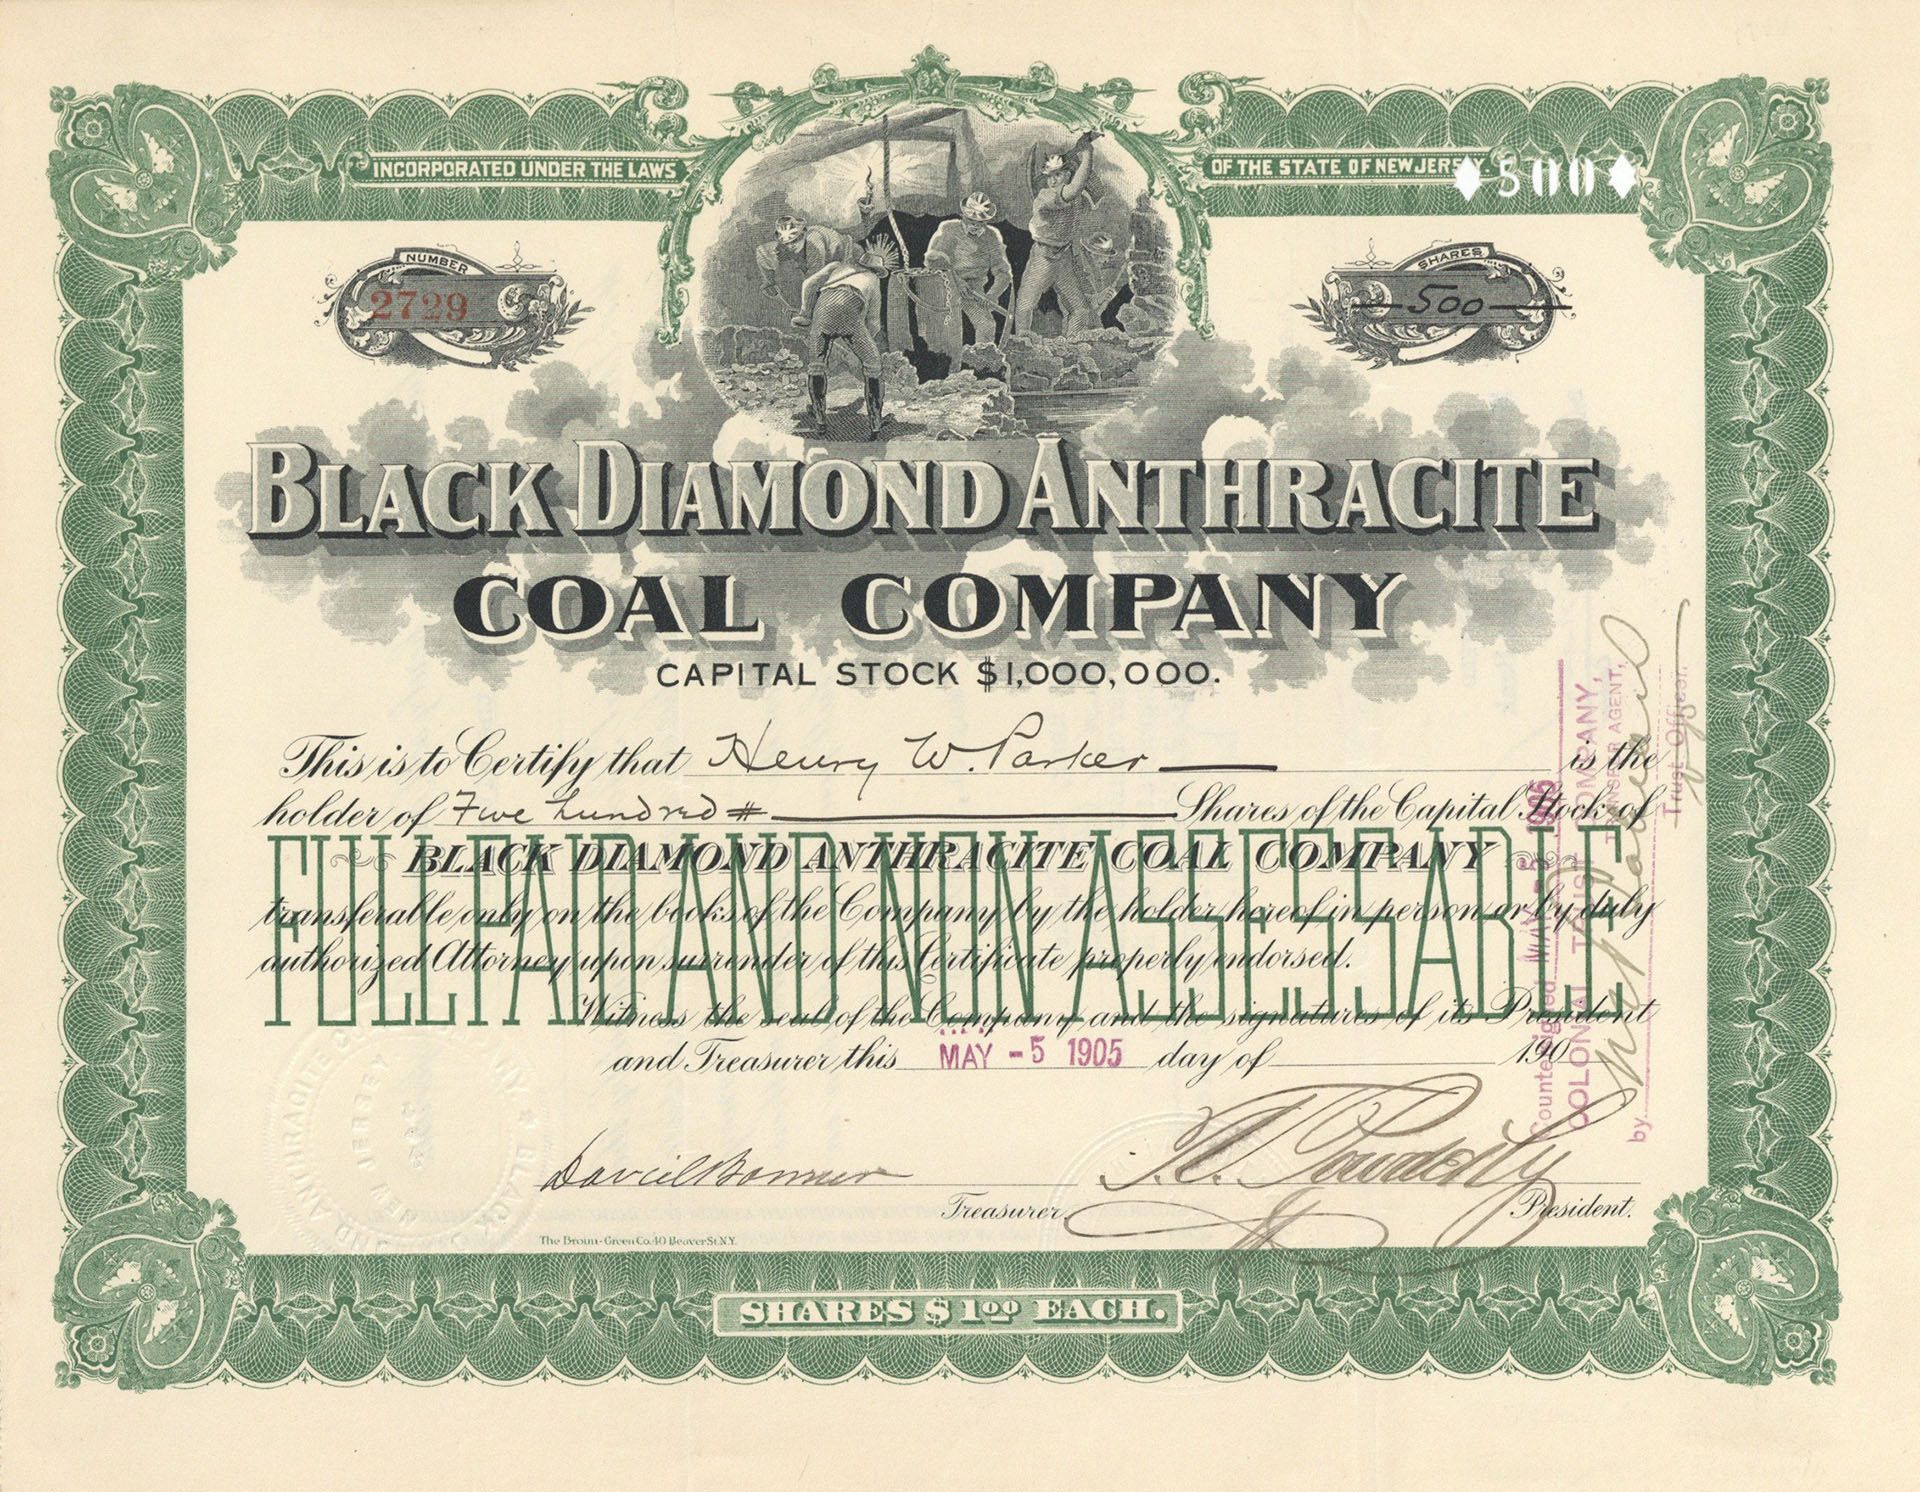 INCORPORATED UNDER THE LAWS OF THE STATE OF NEW JERSEY.
♦500♦
NUMBER
2729
SHARES
500
BLACK DIAMOND ANTHRACITE
COAL COMPANY
CAPITAL STOCK $1,000,000.
This is to Certify that Henry W. Parker is the
holder of Five hundred # Shares of the Capital Stock of
BLACK DIAMOND ANTHRACITE COAL COMPANY
FULL PAID AND NON ASSESSABLE
transferable only on the books of the Company by the holder hereof in person or by duly
authorized Attorney upon surrender of this Certificate properly endorsed.
Witness the seal of the Company and the signatures of its President
and Treasurer this MAY - 5 1905 day of 190
Treasurer.
T. V. Powderly
President.
The Broun-Green Co. 40 Beaver St. N.Y.
SHARES $1.00 EACH.
Countersigned MAY 5 1905
COLONIAL TRUST COMPANY,
TRANSFER AGENT,
by
Trust Officer.